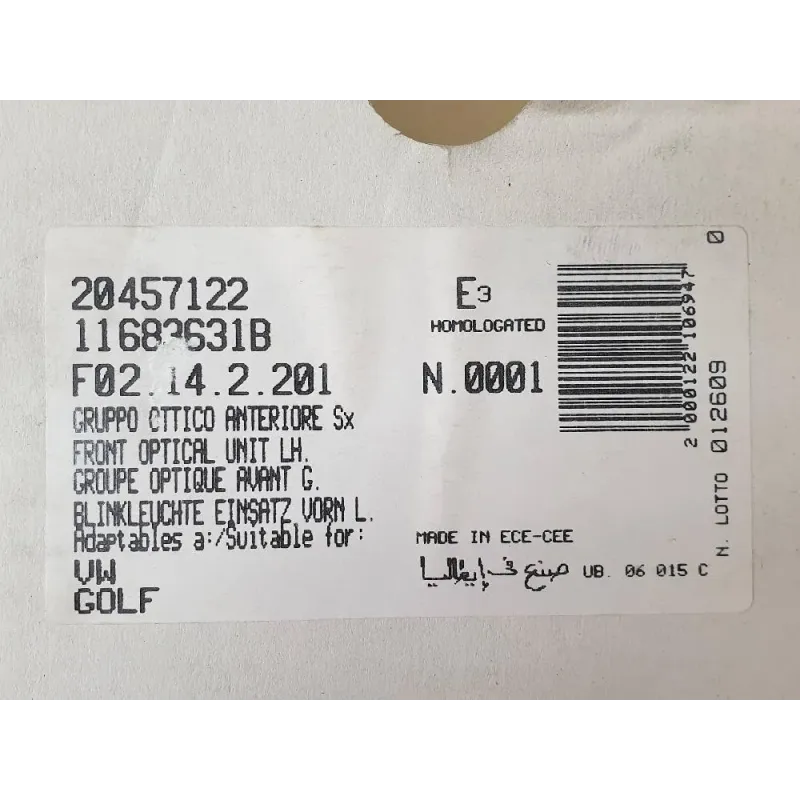 20457122
11683631B
F02.14.2.201
GRUPPO OTTICO ANTERIORE Sx
FRONT OPTICAL UNIT LH.
GROUPE OPTIQUE AVANT G.
BLINKLEUCHTE EINSATZ VORN L.
Adaptables a:/Suitable for:
VW
GOLF
E3
HOMOLOGATED
N.0001
MADE IN ECE-CEE
صنع في إيطاليا UB. 06 015 C
2 000122 106947
N. LOTTO 012609 0